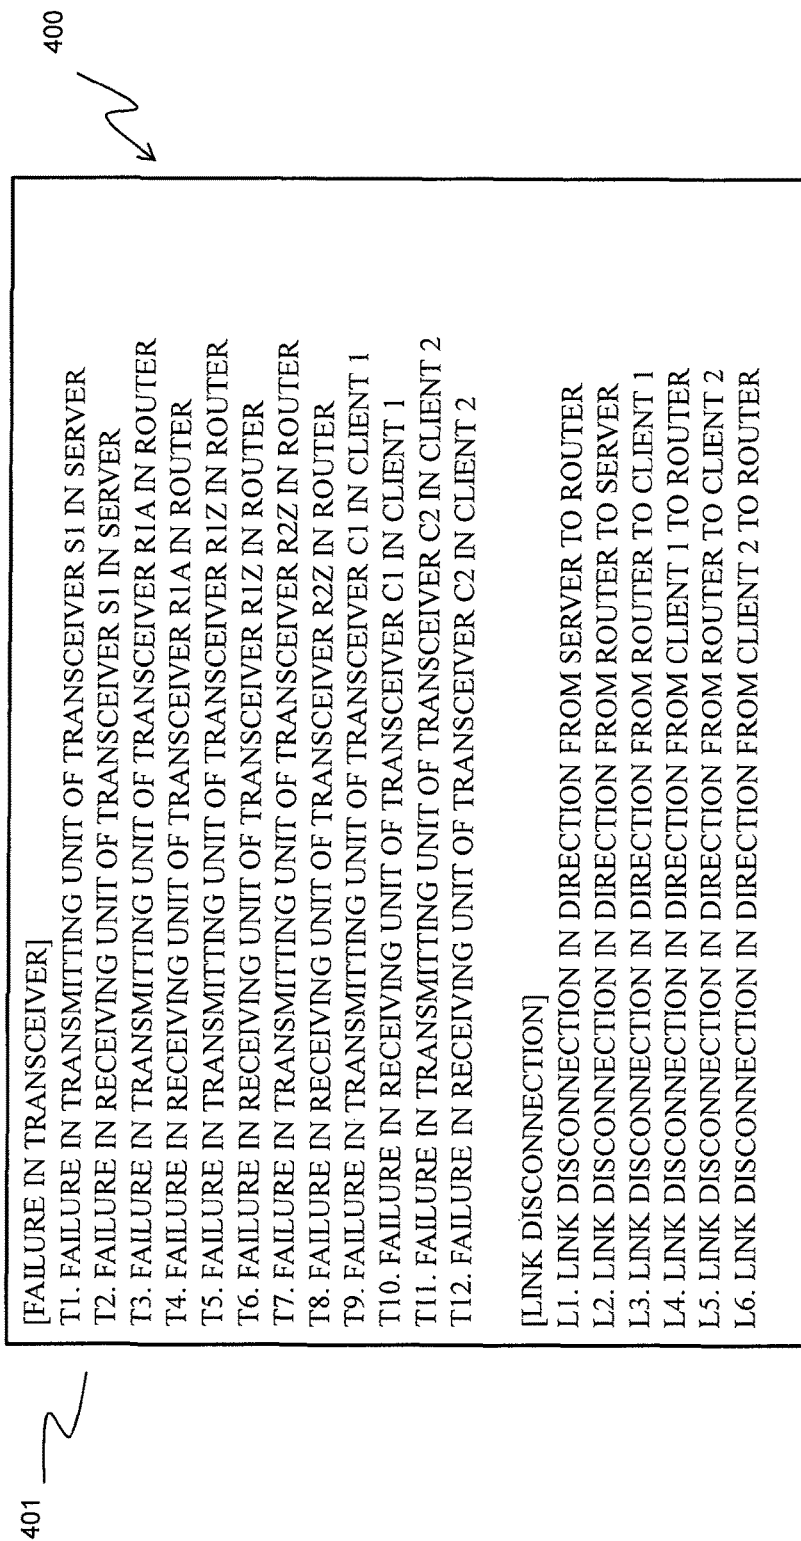 400
401
[FAILURE IN TRANSCEIVER]
T1. FAILURE IN TRANSMITTING UNIT OF TRANSCEIVER S1 IN SERVER
T2. FAILURE IN RECEIVING UNIT OF TRANSCEIVER S1 IN SERVER
T3. FAILURE IN TRANSMITTING UNIT OF TRANSCEIVER R1A IN ROUTER
T4. FAILURE IN RECEIVING UNIT OF TRANSCEIVER R1A IN ROUTER
T5. FAILURE IN TRANSMITTING UNIT OF TRANSCEIVER R1Z IN ROUTER
T6. FAILURE IN RECEIVING UNIT OF TRANSCEIVER R1Z IN ROUTER
T7. FAILURE IN TRANSMITTING UNIT OF TRANSCEIVER R2Z IN ROUTER
T8. FAILURE IN RECEIVING UNIT OF TRANSCEIVER R2Z IN ROUTER
T9. FAILURE IN TRANSMITTING UNIT OF TRANSCEIVER C1 IN CLIENT 1
T10. FAILURE IN RECEIVING UNIT OF TRANSCEIVER C1 IN CLIENT 1
T11. FAILURE IN TRANSMITTING UNIT OF TRANSCEIVER C2 IN CLIENT 2
T12. FAILURE IN RECEIVING UNIT OF TRANSCEIVER C2 IN CLIENT 2
[LINK DISCONNECTION]
L1. LINK DISCONNECTION IN DIRECTION FROM SERVER TO ROUTER
L2. LINK DISCONNECTION IN DIRECTION FROM ROUTER TO SERVER
L3. LINK DISCONNECTION IN DIRECTION FROM ROUTER TO CLIENT 1
L4. LINK DISCONNECTION IN DIRECTION FROM CLIENT 1 TO ROUTER
L5. LINK DISCONNECTION IN DIRECTION FROM ROUTER TO CLIENT 2
L6. LINK DISCONNECTION IN DIRECTION FROM CLIENT 2 TO ROUTER